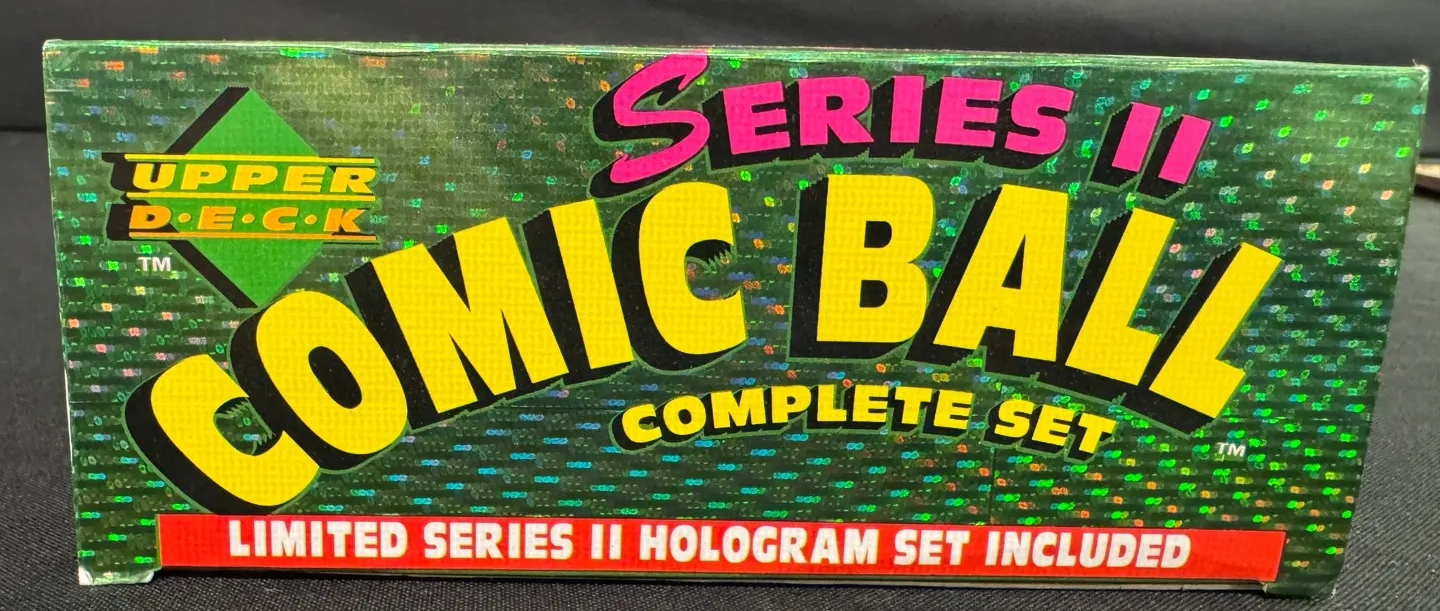 UPPER
D·E·C·K
TM
SERIES II
COMIC BALL
COMPLETE SET
TM
LIMITED SERIES II HOLOGRAM SET INCLUDED